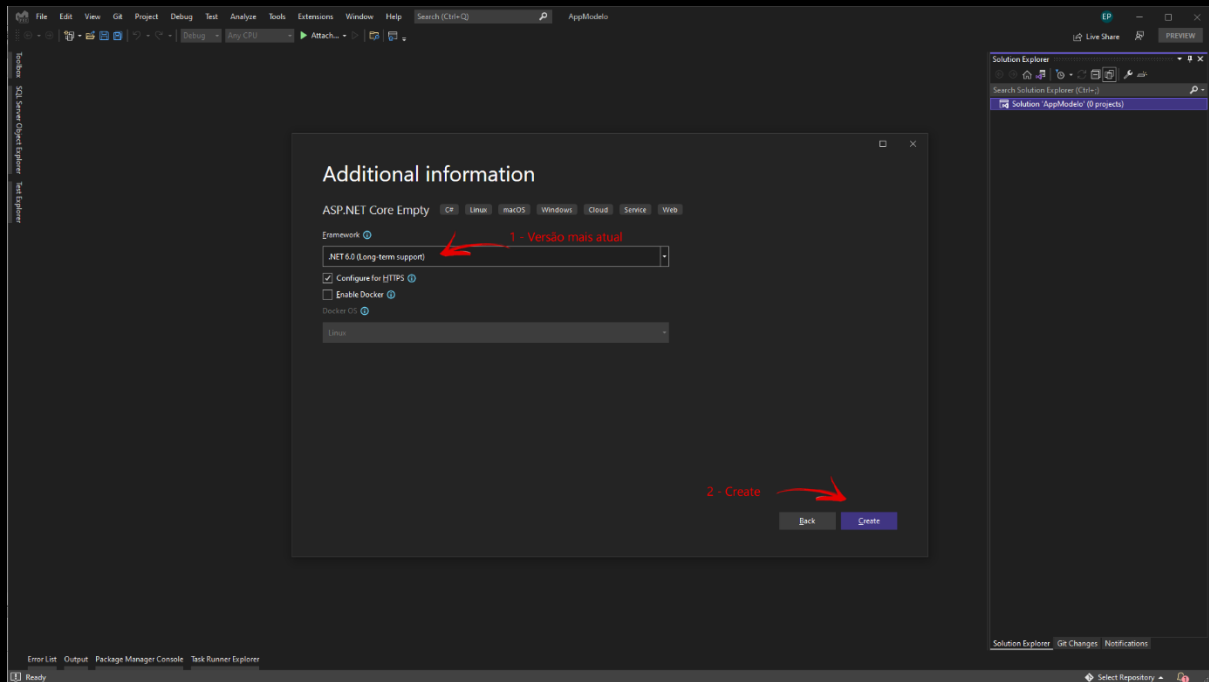 File Edit View Git Project Debug Test Analyze Tools Extensions Window Help Search (Ctrl+Q) AppModelo EP
Debug Any CPU Attach... Live Share PREVIEW
Toolbox
SQL Server Object Explorer
Test Explorer
Solution Explorer
Search Solution Explorer (Ctrl+;)
Solution 'AppModelo' (0 projects)
Additional information
ASP.NET Core Empty C# Linux macOS Windows Cloud Service Web
Framework
1 - Versão mais atual
.NET 6.0 (Long-term support)
Configure for HTTPS
Enable Docker
Docker OS
Linux
2 - Create
Back Create
Solution Explorer Git Changes Notifications
Error List Output Package Manager Console Task Runner Explorer
Ready Select Repository